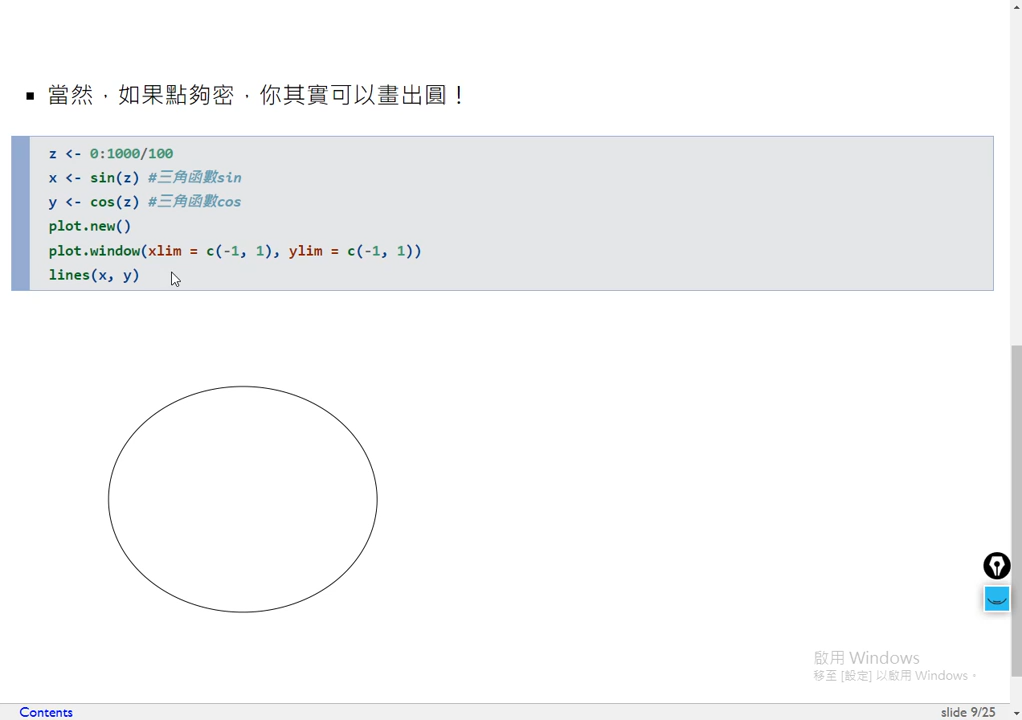 ▪ 當然，如果點夠密，你其實可以畫出圓！
z <- 0:1000/100
x <- sin(z) #三角函數sin
y <- cos(z) #三角函數cos
plot.new()
plot.window(xlim = c(-1, 1), ylim = c(-1, 1))
lines(x, y)
啟用 Windows
移至 [設定] 以啟用 Windows。
Contents
slide 9/25